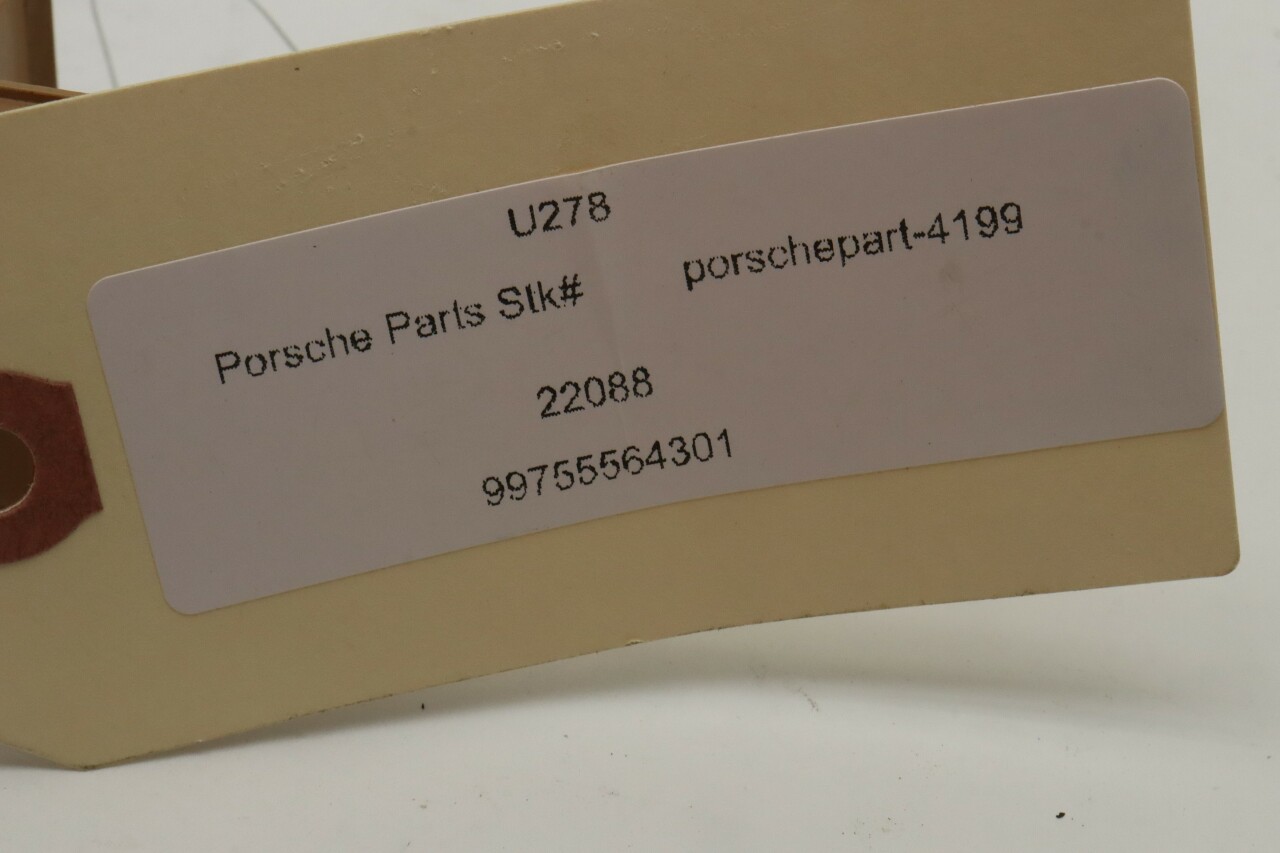 U278
Porsche Parts Stk# porschepart-4199
22088
99755564301